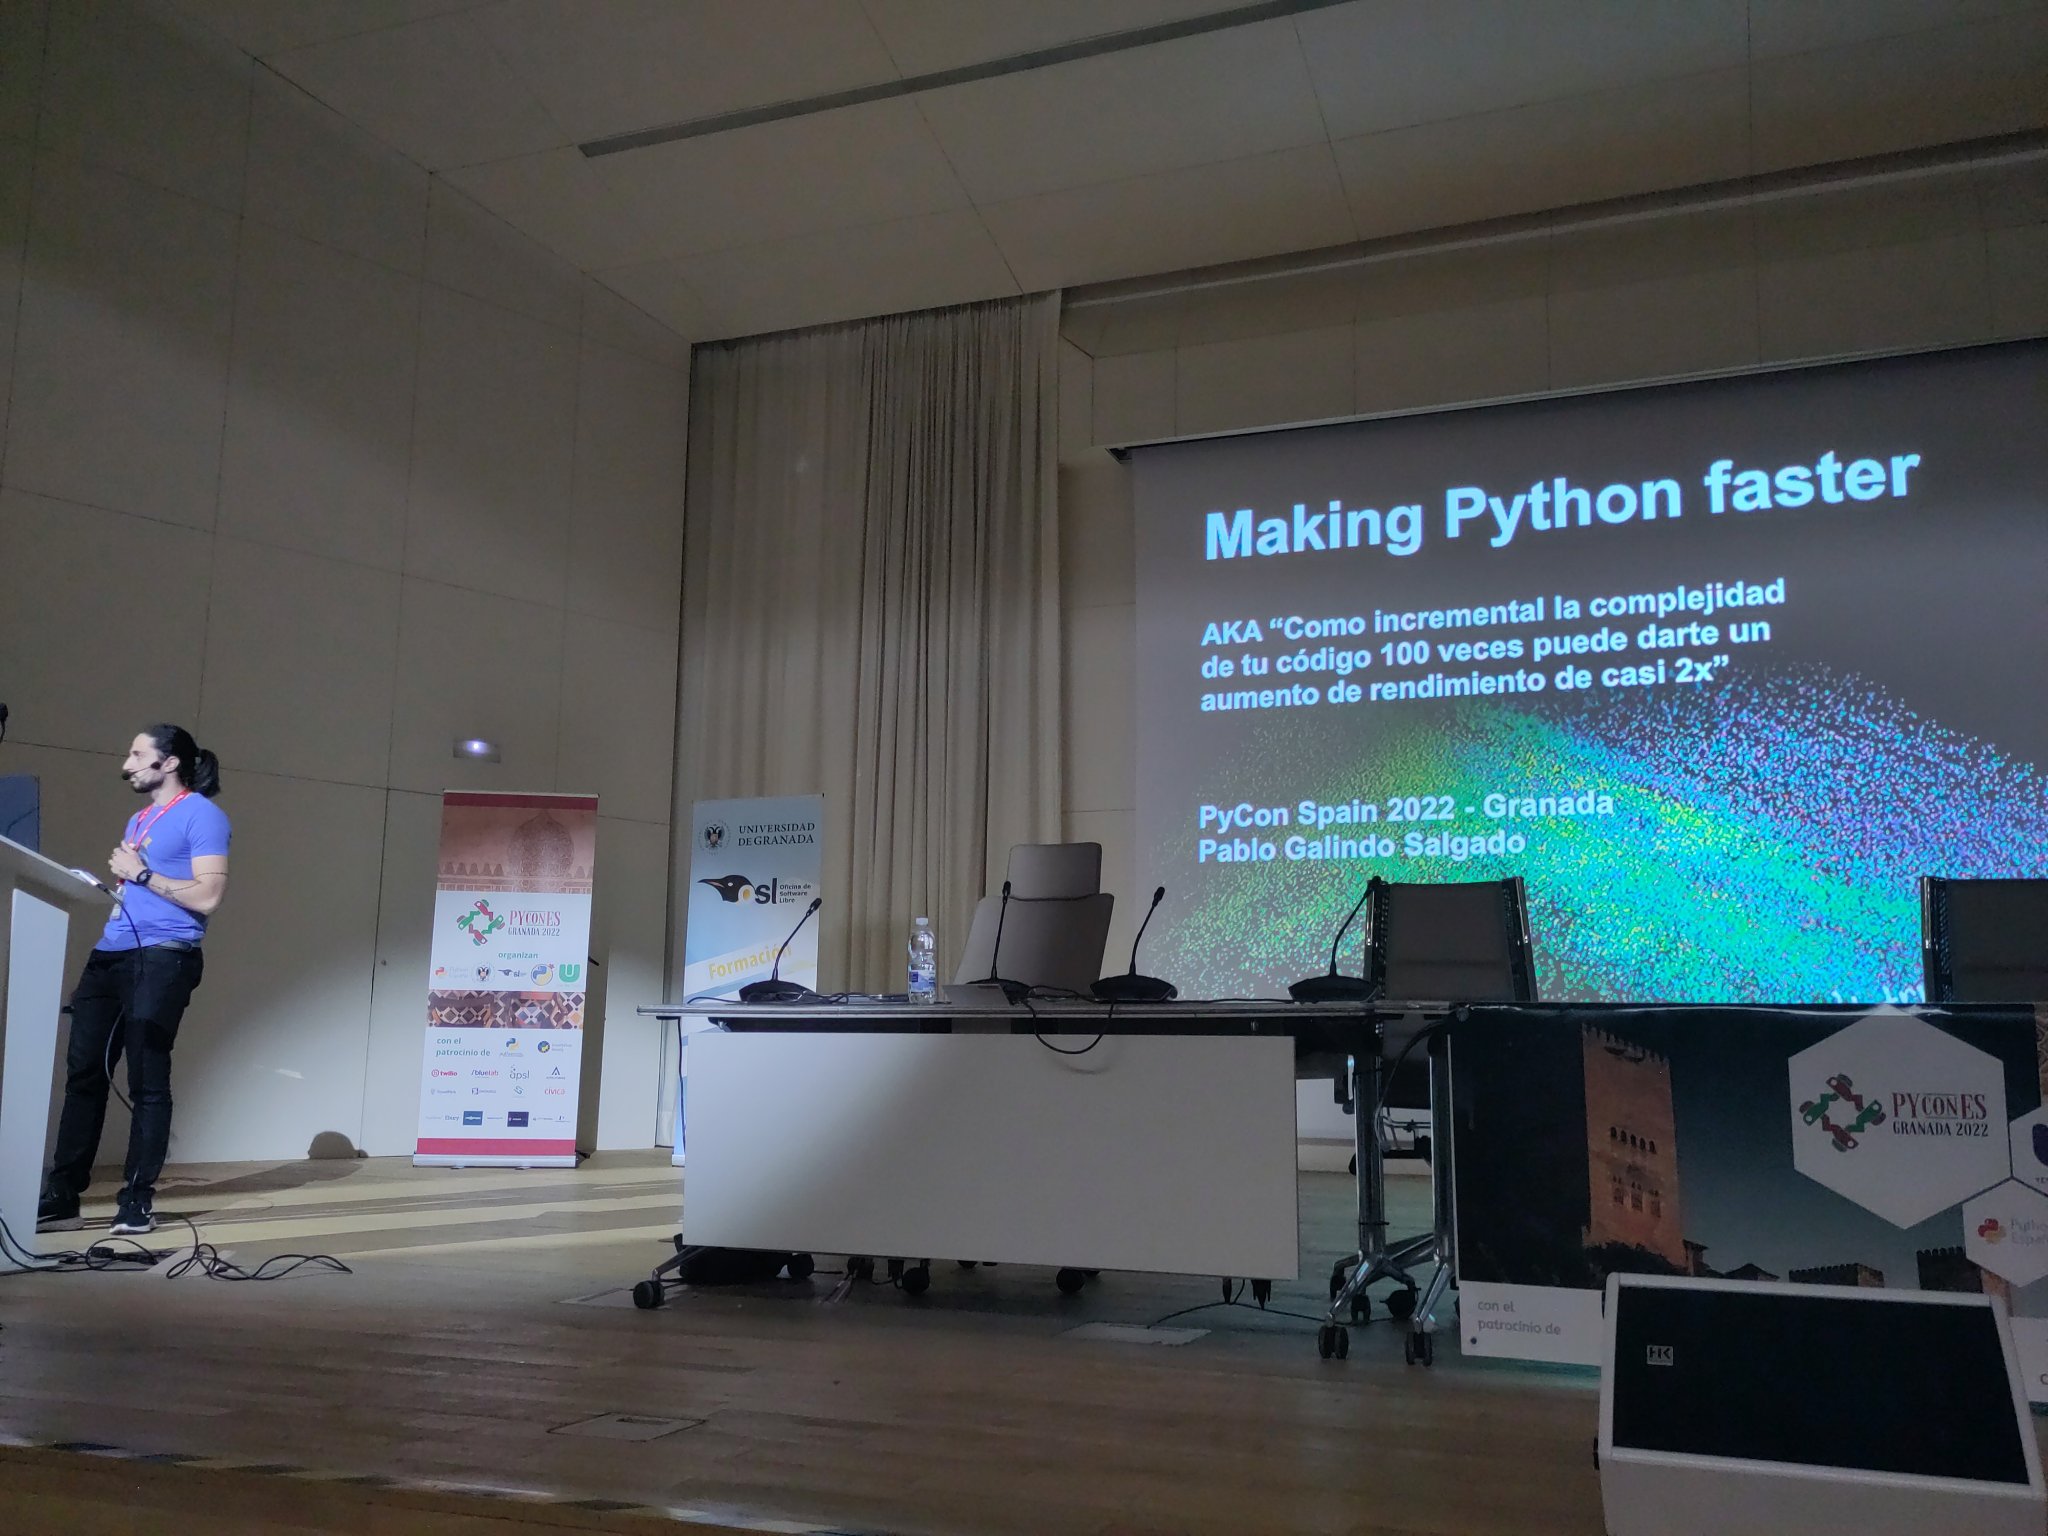 Making Python faster
AKA “Como incremental la complejidad
de tu código 100 veces puede darte un
aumento de rendimiento de casi 2x”
PyCon Spain 2022 - Granada
Pablo Galindo Salgado
UNIVERSIDAD
DE GRANADA
osl
Oficina de
Software
Libre
Formación
PYCONES
GRANADA 2022
organizan
con el
patrocinio de
twilio
bluelab
apsl
civica
PYCONES
GRANADA 2022
con el
patrocinio de
HK